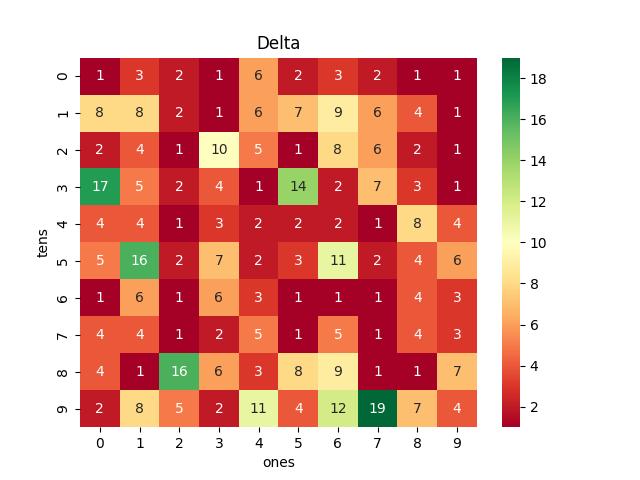 Delta
tens
0 1 3 2 1 6 2 3 2 1 1
1 8 8 2 1 6 7 9 6 4 1
2 2 4 1 10 5 1 8 6 2 1
3 17 5 2 4 1 14 2 7 3 1
4 4 4 1 3 2 2 2 1 8 4
5 5 16 2 7 2 3 11 2 4 6
6 1 6 1 6 3 1 1 1 4 3
7 4 4 1 2 5 1 5 1 4 3
8 4 1 16 6 3 8 9 1 1 7
9 2 8 5 2 11 4 12 19 7 4
0 1 2 3 4 5 6 7 8 9
ones
18
16
14
12
10
8
6
4
2